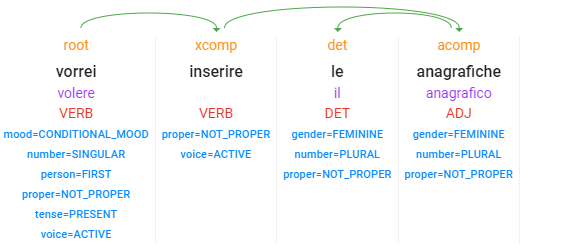 root xcomp det acomp
vorrei inserire le anagrafiche
volere il anagrafico
VERB VERB DET ADJ
mood=CONDITIONAL_MOOD proper=NOT_PROPER gender=FEMININE gender=FEMININE
number=SINGULAR voice=ACTIVE number=PLURAL number=PLURAL
person=FIRST proper=NOT_PROPER proper=NOT_PROPER
proper=NOT_PROPER
tense=PRESENT
voice=ACTIVE